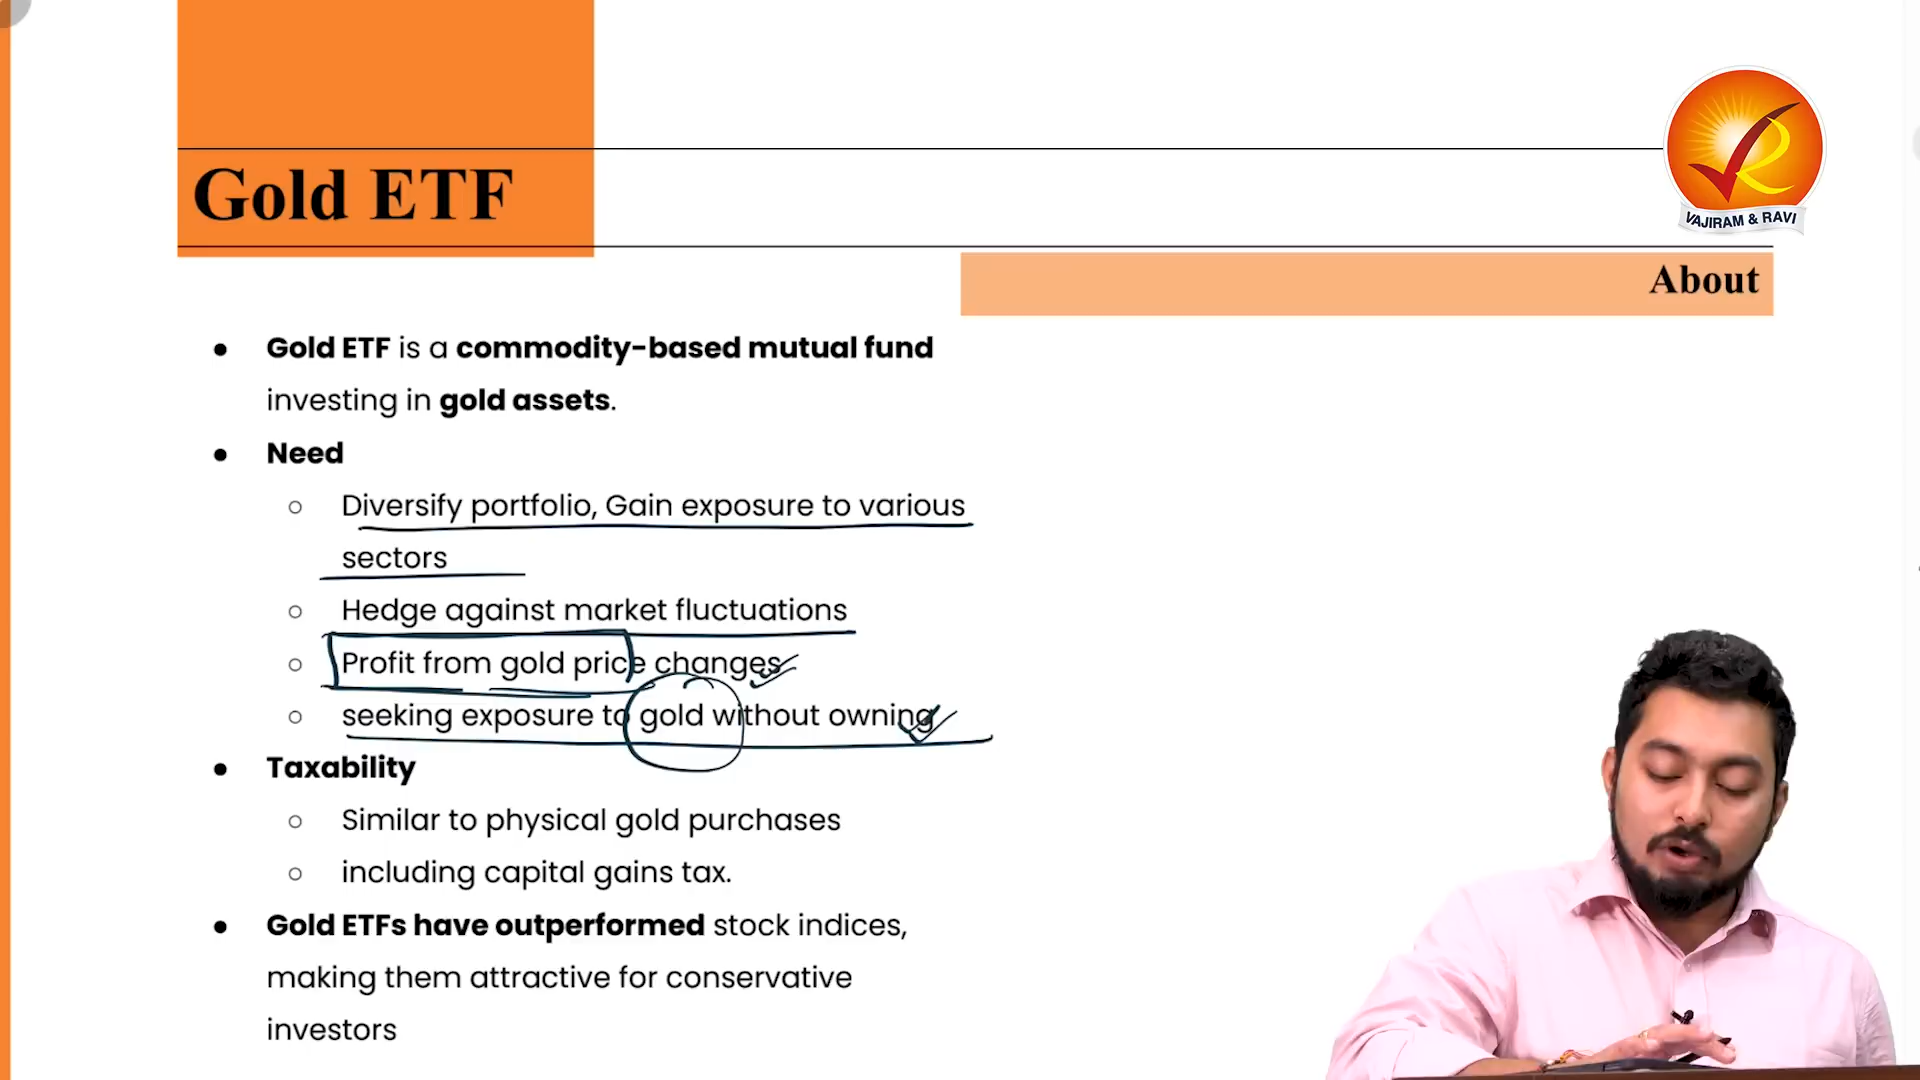 VAJIRAM & RAVI
Gold ETF
About
● Gold ETF is a commodity-based mutual fund
investing in gold assets.
● Need
○ Diversify portfolio, Gain exposure to various
sectors
○ Hedge against market fluctuations
○ Profit from gold price changes
○ seeking exposure to gold without owning
● Taxability
○ Similar to physical gold purchases
○ including capital gains tax.
● Gold ETFs have outperformed stock indices,
making them attractive for conservative
investors